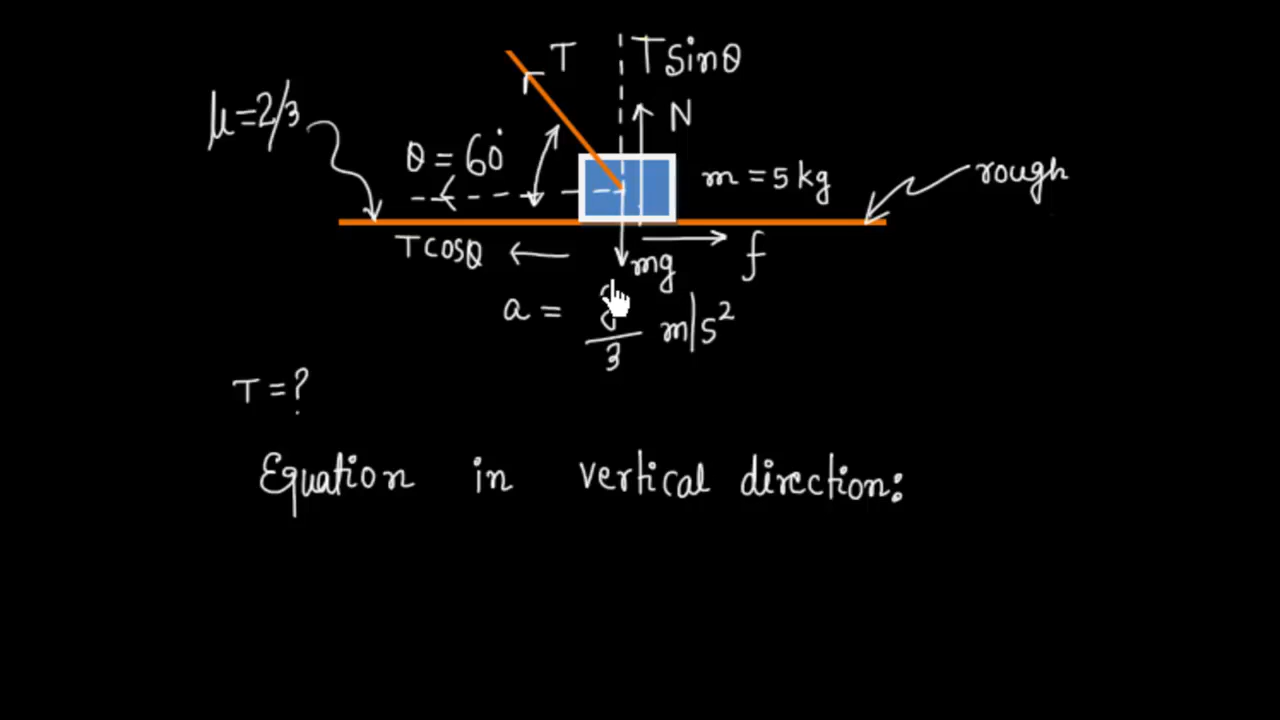 T
Tsinθ
N
μ=2/3
θ = 60°
m = 5 kg
rough
Tcosθ
mg
f
a = g/3 m/s²
T = ?
Equation in vertical direction: